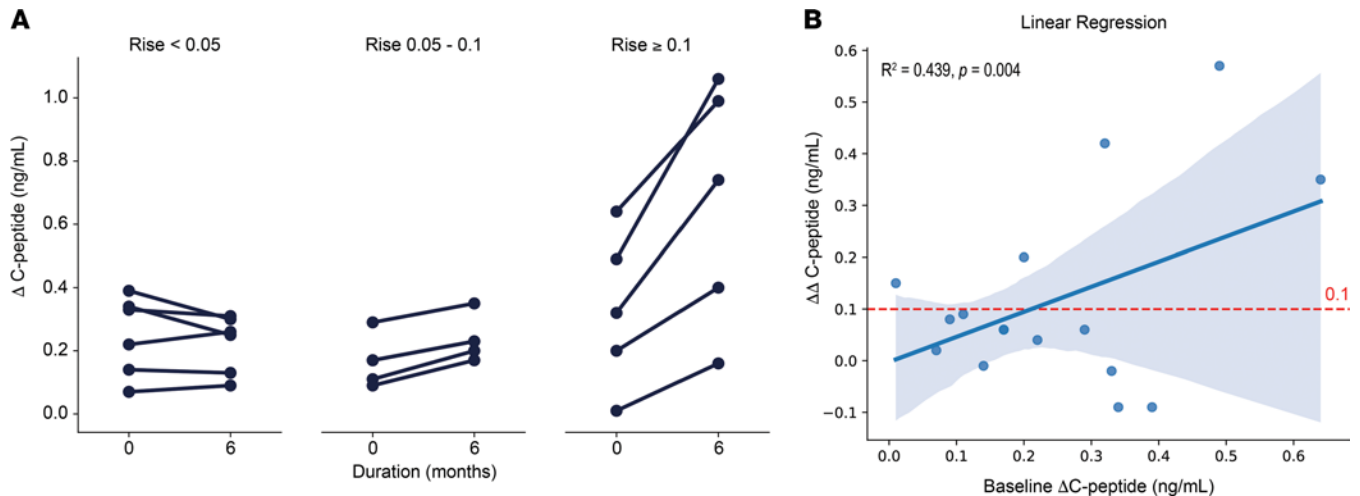 A
Rise < 0.05
Rise 0.05 - 0.1
Rise ≥ 0.1
Δ C-peptide (ng/mL)
1.0
0.8
0.6
0.4
0.2
0.0
0
6
0
6
0
6
Duration (months)
B
Linear Regression
R² = 0.439, p = 0.004
ΔΔ C-peptide (ng/mL)
0.6
0.5
0.4
0.3
0.2
0.1
0.0
−0.1
0.1
0.0
0.1
0.2
0.3
0.4
0.5
0.6
Baseline ΔC-peptide (ng/mL)